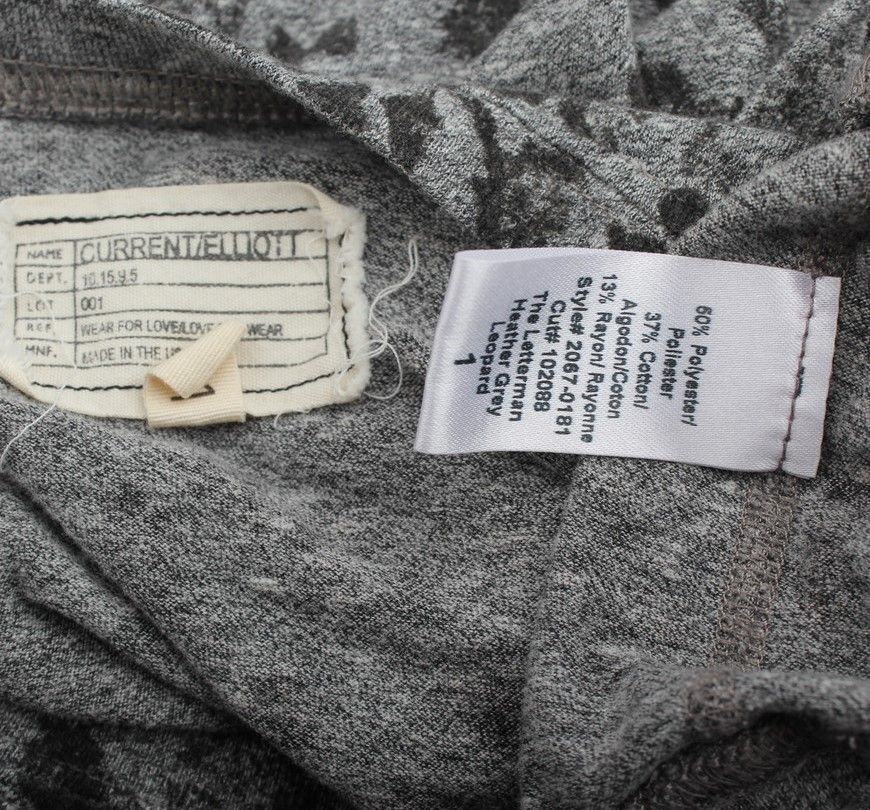 NAME CURRENT/ELLIOTT
DEPT. 10.15.9.5
LOT 001
REF. WEAR FOR LOVE/LOVE WEAR
MNF. MADE IN THE
60% Polyester/
Poliester
37% Cotton/
Algodon/Coton
13% Rayon/ Rayonne
Style# 2067-0181
Cut# 102088
The Letterman
Heather Grey
Leopard
1